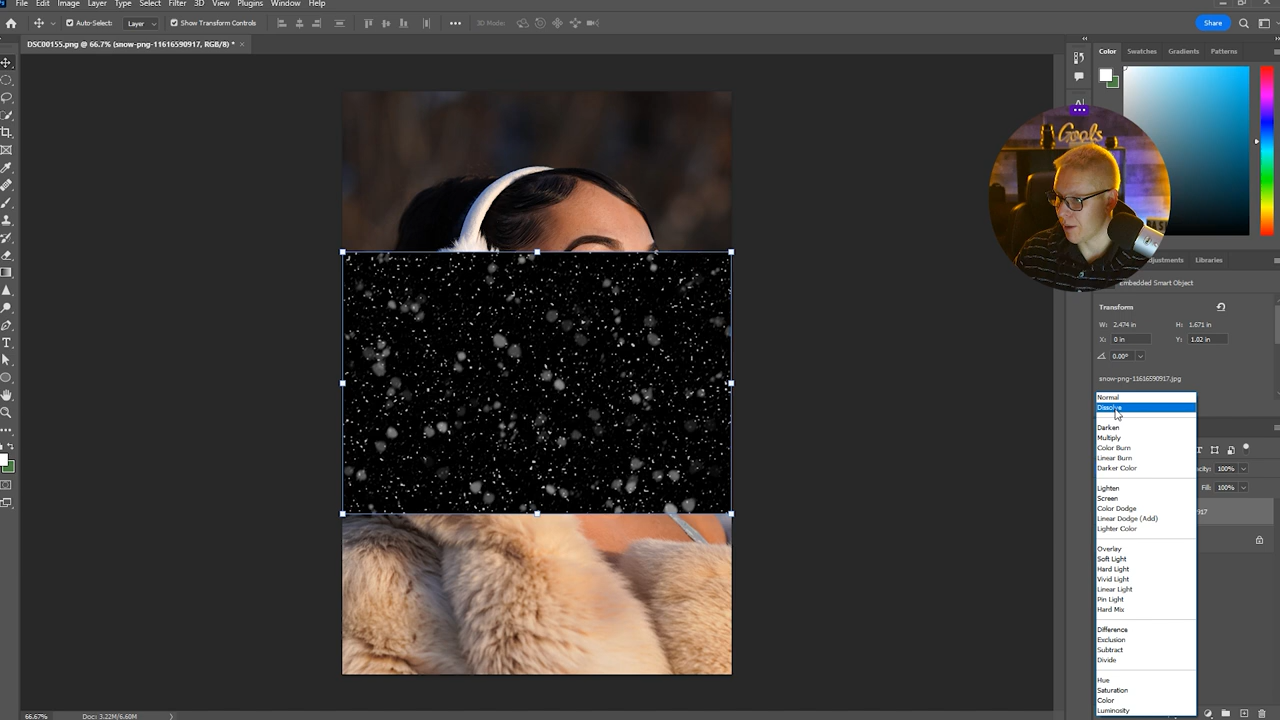 File Edit Image Layer Type Select Filter 3D View Plugins Window Help
Auto-Select: Layer Show Transform Controls ••• 3D Mode: Share
DSC00155.png @ 66.7% (snow-png-11616590917, RGB/8) * ×
Color Swatches Gradients Patterns
Goals
Libraries
Embedded Smart Object
Transform
W: 2.474 in H: 1.671 in
X: 0 in Y: 1.02 in
0.00°
snow-png-11616590917.jpg
Normal
Dissolve
Darken
Multiply
Color Burn
Linear Burn
Darker Color
100%
Lighten
Fill: 100%
Screen
Color Dodge
Linear Dodge (Add)
Lighter Color
Overlay
Soft Light
Hard Light
Vivid Light
Linear Light
Pin Light
Hard Mix
Difference
Exclusion
Subtract
Divide
Hue
Saturation
Color
Luminosity
66.67% Doc: 3.22M/6.60M